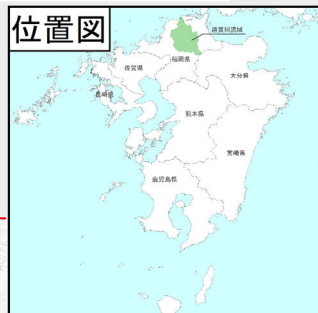 位置図
遠賀川流域
福岡県
佐賀県
大分県
長崎県
熊本県
宮崎県
鹿児島県